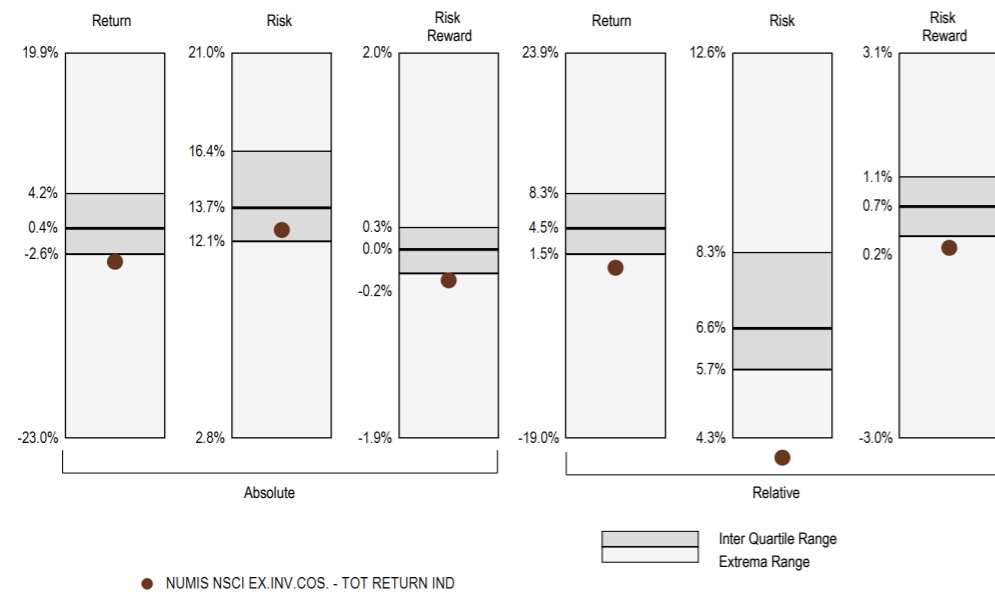 Return
Risk
Risk
Reward
Return
Risk
Risk
Reward
19.9%
4.2%
0.4%
-2.6%
-23.0%
21.0%
16.4%
13.7%
12.1%
2.8%
2.0%
0.3%
0.0%
-0.2%
-1.9%
23.9%
8.3%
4.5%
1.5%
-19.0%
12.6%
8.3%
6.6%
5.7%
4.3%
3.1%
1.1%
0.7%
0.2%
-3.0%
Absolute
Relative
Inter Quartile Range
Extrema Range
NUMIS NSCI EX.INV.COS. - TOT RETURN IND